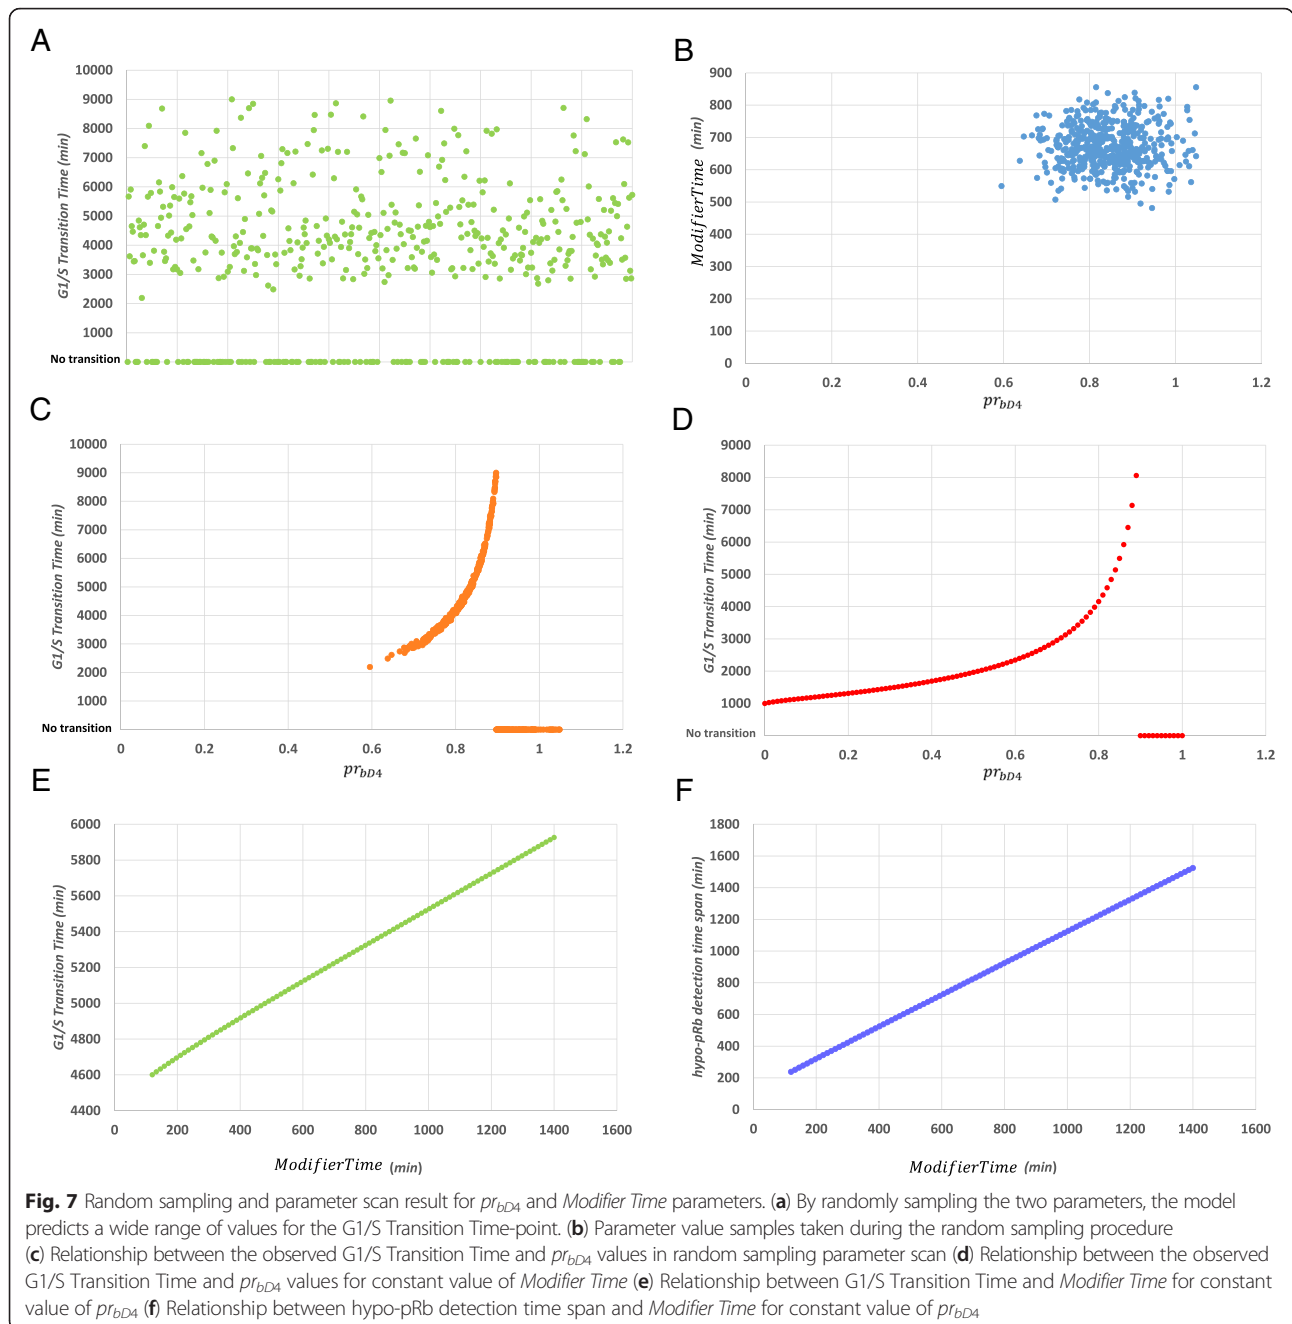 A
G1/S Transition Time (min)
10000
9000
8000
7000
6000
5000
4000
3000
2000
1000
No transition
B
ModifierTime (min)
900
800
700
600
500
400
300
200
100
0
0 0.2 0.4 0.6 0.8 1 1.2
pr_bD4
C
G1/S Transition Time (min)
10000
9000
8000
7000
6000
5000
4000
3000
2000
1000
No transition
0 0.2 0.4 0.6 0.8 1 1.2
pr_bD4
D
G1/S Transition Time (min)
9000
8000
7000
6000
5000
4000
3000
2000
1000
No transition
0 0.2 0.4 0.6 0.8 1 1.2
pr_bD4
E
G1/S Transition Time (min)
6000
5800
5600
5400
5200
5000
4800
4600
4400
0 200 400 600 800 1000 1200 1400 1600
ModifierTime (min)
F
hypo-pRb detection time span (min)
1800
1600
1400
1200
1000
800
600
400
200
0
0 200 400 600 800 1000 1200 1400 1600
ModifierTime (min)
Fig. 7 Random sampling and parameter scan result for pr_bD4 and Modifier Time parameters. (a) By randomly sampling the two parameters, the model
predicts a wide range of values for the G1/S Transition Time-point. (b) Parameter value samples taken during the random sampling procedure
(c) Relationship between the observed G1/S Transition Time and pr_bD4 values in random sampling parameter scan (d) Relationship between the observed
G1/S Transition Time and pr_bD4 values for constant value of Modifier Time (e) Relationship between G1/S Transition Time and Modifier Time for constant
value of pr_bD4 (f) Relationship between hypo-pRb detection time span and Modifier Time for constant value of pr_bD4